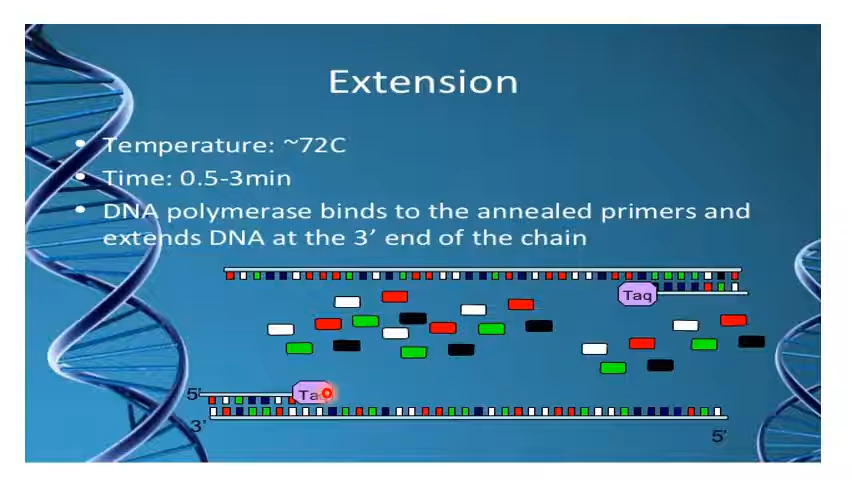 Extension
• Temperature: ~72C
• Time: 0.5-3min
• DNA polymerase binds to the annealed primers and
extends DNA at the 3’ end of the chain
Taq
5’
Ta
3’
5’